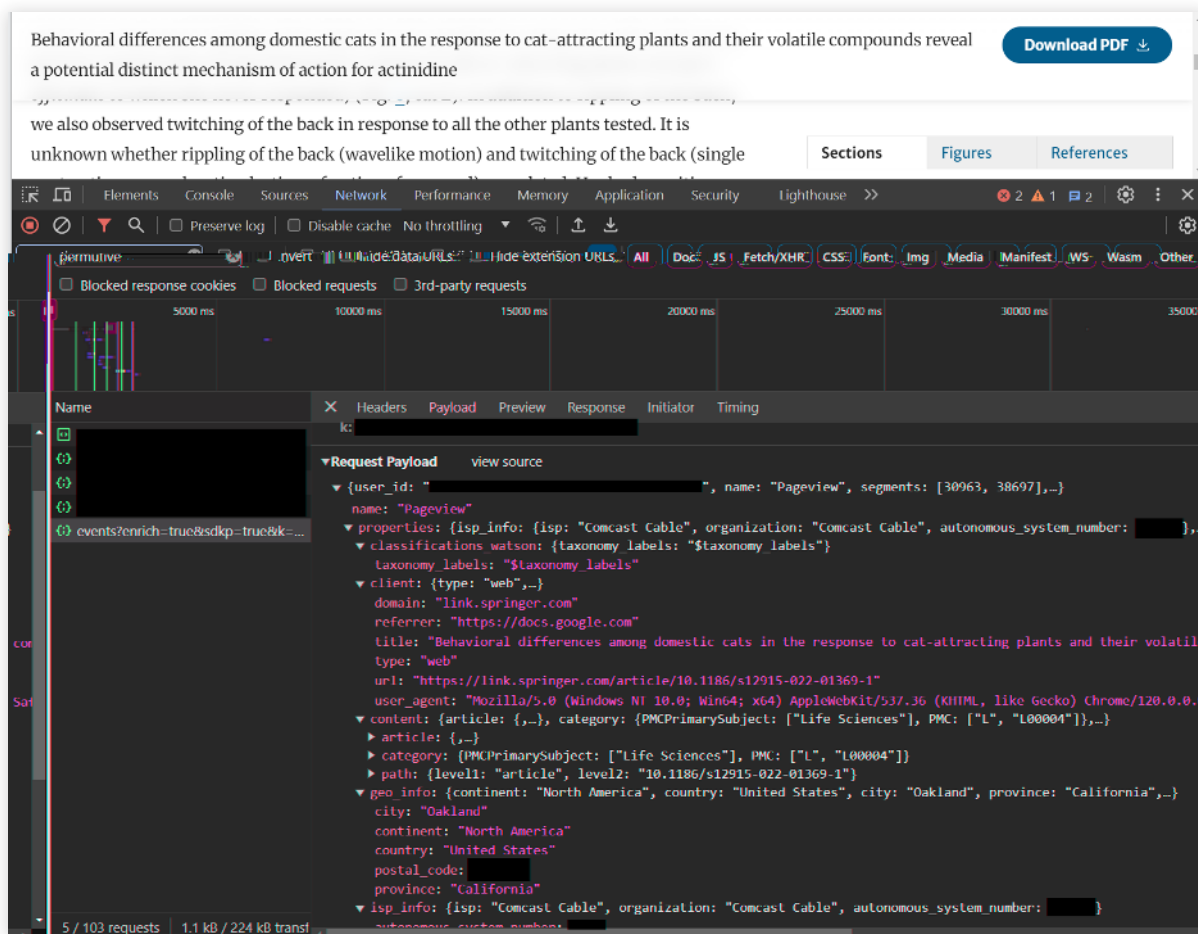 Behavioral differences among domestic cats in the response to cat-attracting plants and their volatile compounds reveal
a potential distinct mechanism of action for actinidine
Download PDF
we also observed twitching of the back in response to all the other plants tested. It is
unknown whether rippling of the back (wavelike motion) and twitching of the back (single
Sections Figures References
Elements Console Sources Network Performance Memory Application Security Lighthouse 2 1 2
Preserve log Disable cache No throttling
permutive Invert Hide data URLs Hide extension URLs All Doc JS Fetch/XHR CSS Font Img Media Manifest WS Wasm Other
Blocked response cookies Blocked requests 3rd-party requests
5000 ms 10000 ms 15000 ms 20000 ms 25000 ms 30000 ms 35000
Name
Headers Payload Preview Response Initiator Timing
k:
Request Payload view source
{user_id: " ", name: "Pageview", segments: [30963, 38697],…}
name: "Pageview"
events?enrich=true&sdkp=true&k=...
properties: {isp_info: {isp: "Comcast Cable", organization: "Comcast Cable", autonomous_system_number: },
classifications_watson: {taxonomy_labels: "$taxonomy_labels"}
taxonomy_labels: "$taxonomy_labels"
client: {type: "web",…}
domain: "link.springer.com"
referrer: "https://docs.google.com"
title: "Behavioral differences among domestic cats in the response to cat-attracting plants and their volatil
type: "web"
url: "https://link.springer.com/article/10.1186/s12915-022-01369-1"
user_agent: "Mozilla/5.0 (Windows NT 10.0; Win64; x64) AppleWebKit/537.36 (KHTML, like Gecko) Chrome/120.0.0.
content: {article: {,…}, category: {PMCPrimarySubject: ["Life Sciences"], PMC: ["L", "L00004"]},…}
article: {,…}
category: {PMCPrimarySubject: ["Life Sciences"], PMC: ["L", "L00004"]}
path: {level1: "article", level2: "10.1186/s12915-022-01369-1"}
geo_info: {continent: "North America", country: "United States", city: "Oakland", province: "California",…}
city: "Oakland"
continent: "North America"
country: "United States"
postal_code:
province: "California"
isp_info: {isp: "Comcast Cable", organization: "Comcast Cable", autonomous_system_number: }
autonomous_system_number:
5 / 103 requests 1.1 kB / 224 kB transf